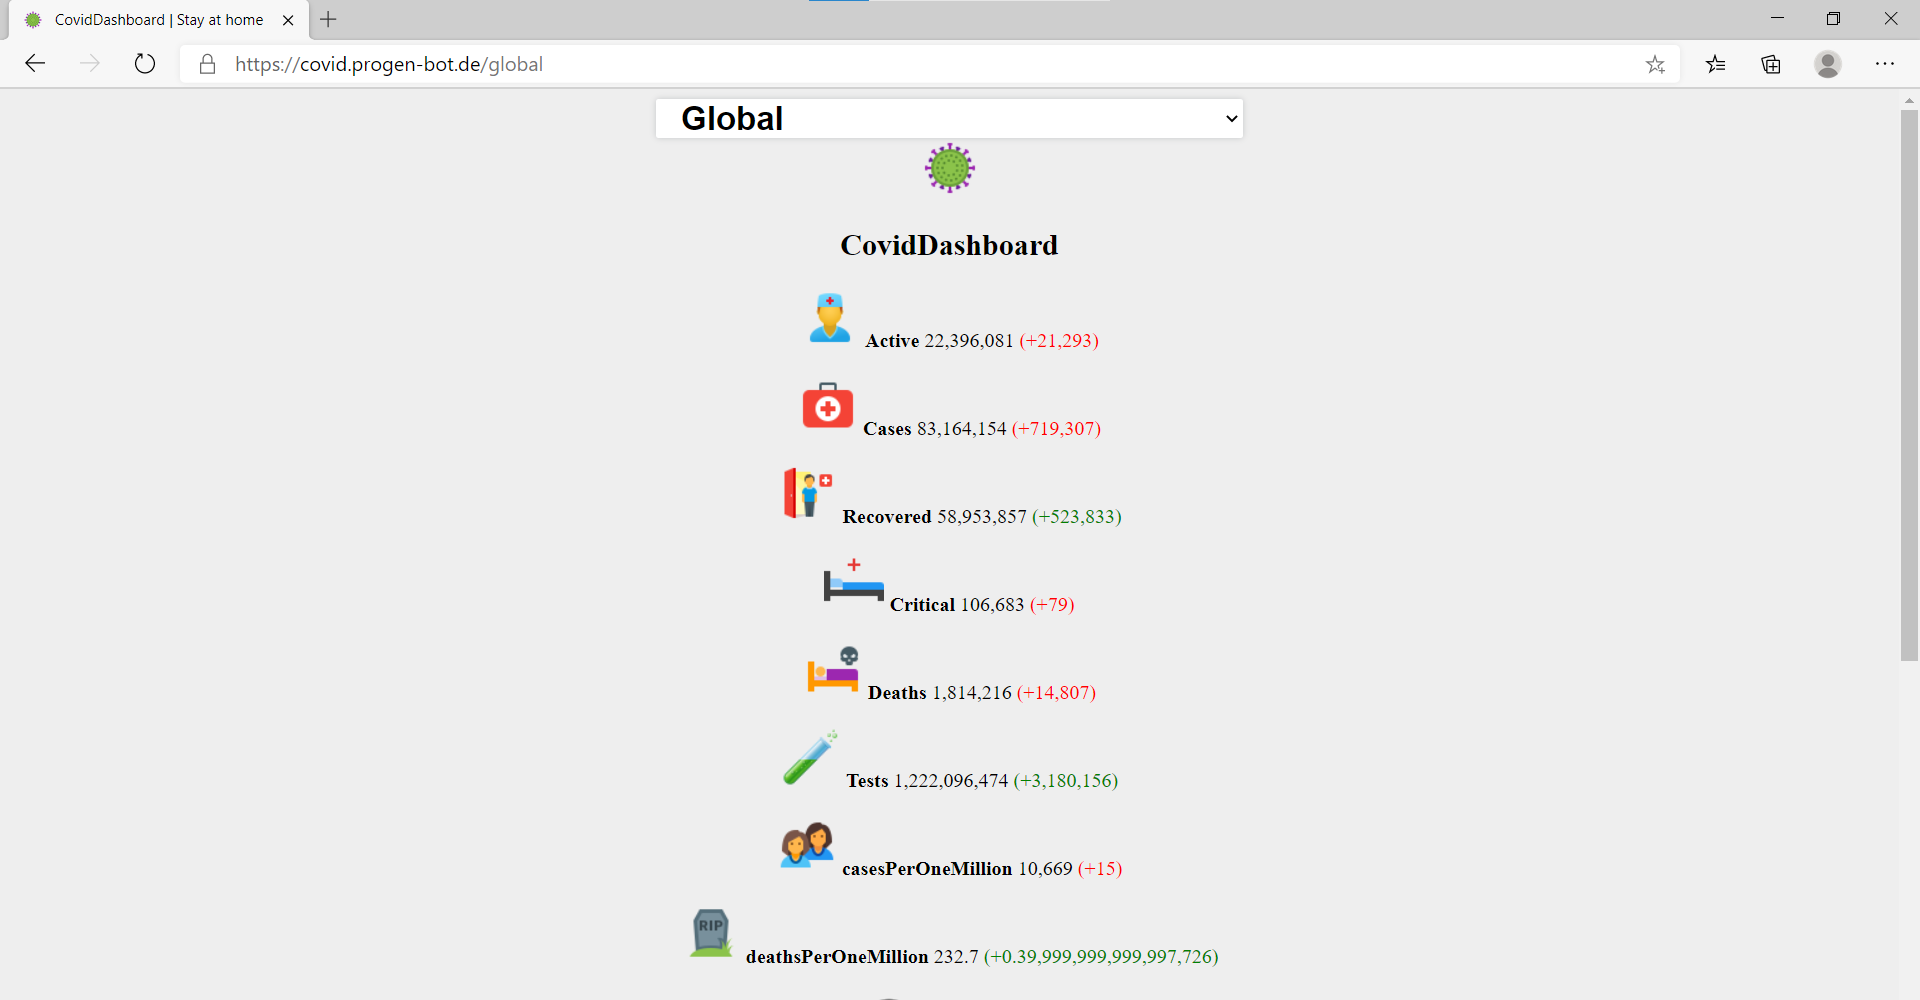 CovidDashboard | Stay at home
https://covid.progen-bot.de/global
Global
CovidDashboard
Active 22,396,081 (+21,293)
Cases 83,164,154 (+719,307)
Recovered 58,953,857 (+523,833)
Critical 106,683 (+79)
Deaths 1,814,216 (+14,807)
Tests 1,222,096,474 (+3,180,156)
casesPerOneMillion 10,669 (+15)
RIP
deathsPerOneMillion 232.7 (+0.39,999,999,999,997,726)